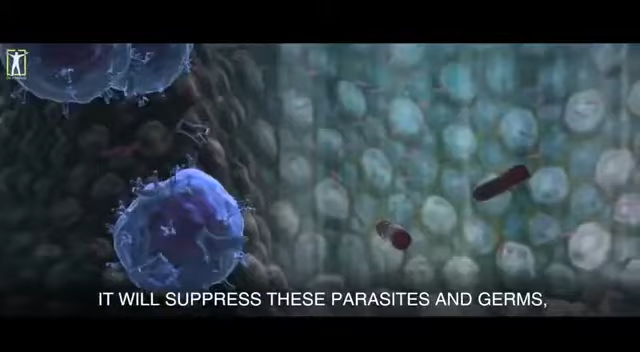 IT WILL SUPPRESS THESE PARASITES AND GERMS,